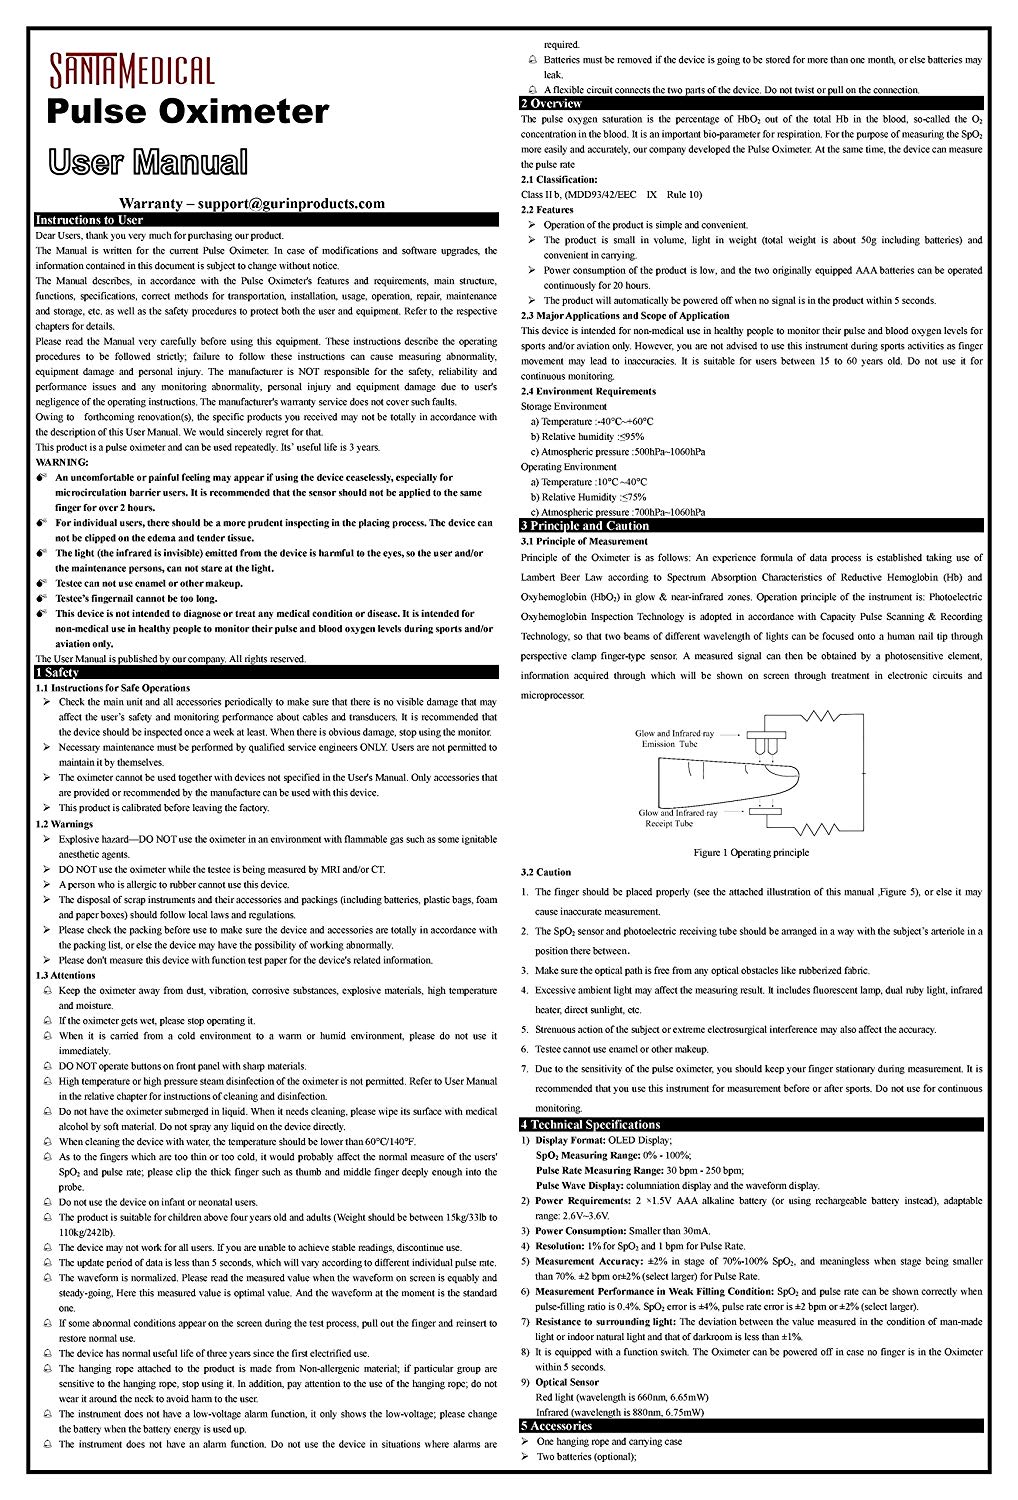 SANTAMEDICAL
Pulse Oximeter
User Manual
Warranty – support@gurinproducts.com
Instructions to User
Dear Users, thank you very much for purchasing our product.
The Manual is written for the current Pulse Oximeter. In case of modifications and software upgrades, the
information contained in this document is subject to change without notice.
The Manual describes, in accordance with the Pulse Oximeter's features and requirements, main structure,
functions, specifications, correct methods for transportation, installation, usage, operation, repair, maintenance
and storage, etc. as well as the safety procedures to protect both the user and equipment. Refer to the respective
chapters for details.
Please read the Manual very carefully before using this equipment. These instructions describe the operating
procedures to be followed strictly; failure to follow these instructions can cause measuring abnormality,
equipment damage and personal injury. The manufacturer is NOT responsible for the safety, reliability and
performance issues and any monitoring abnormality, personal injury and equipment damage due to user's
negligence of the operating instructions. The manufacturer's warranty service does not cover such faults.
Owing to forthcoming renovation(s), the specific products you received may not be totally in accordance with
the description of this User Manual. We would sincerely regret for that.
This product is a pulse oximeter and can be used repeatedly. Its' useful life is 3 years.
WARNING:
An uncomfortable or painful feeling may appear if using the device ceaselessly, especially for
microcirculation barrier users. It is recommended that the sensor should not be applied to the same
finger for over 2 hours.
For individual users, there should be a more prudent inspecting in the placing process. The device can
not be clipped on the edema and tender tissue.
The light (the infrared is invisible) emitted from the device is harmful to the eyes, so the user and/or
the maintenance persons, can not stare at the light.
Testee can not use enamel or other makeup.
Testee's fingernail cannot be too long.
This device is not intended to diagnose or treat any medical condition or disease. It is intended for
non-medical use in healthy people to monitor their pulse and blood oxygen levels during sports and/or
aviation only.
The User Manual is published by our company. All rights reserved.
1 Safety
1.1 Instructions for Safe Operations
➢ Check the main unit and all accessories periodically to make sure that there is no visible damage that may
affect the user's safety and monitoring performance about cables and transducers. It is recommended that
the device should be inspected once a week at least. When there is obvious damage, stop using the monitor.
➢ Necessary maintenance must be performed by qualified service engineers ONLY. Users are not permitted to
maintain it by themselves.
➢ The oximeter cannot be used together with devices not specified in the User's Manual. Only accessories that
are provided or recommended by the manufacture can be used with this device.
➢ This product is calibrated before leaving the factory.
1.2 Warnings
➢ Explosive hazard—DO NOT use the oximeter in an environment with flammable gas such as some ignitable
anesthetic agents.
➢ DO NOT use the oximeter while the testee is being measured by MRI and/or CT.
➢ A person who is allergic to rubber cannot use this device.
➢ The disposal of scrap instruments and their accessories and packings (including batteries, plastic bags, foam
and paper boxes) should follow local laws and regulations.
➢ Please check the packing before use to make sure the device and accessories are totally in accordance with
the packing list, or else the device may have the possibility of working abnormally.
➢ Please don't measure this device with function test paper for the device's related information.
1.3 Attentions
Keep the oximeter away from dust, vibration, corrosive substances, explosive materials, high temperature
and moisture.
If the oximeter gets wet, please stop operating it.
When it is carried from a cold environment to a warm or humid environment, please do not use it
immediately.
DO NOT operate buttons on front panel with sharp materials.
High temperature or high pressure steam disinfection of the oximeter is not permitted. Refer to User Manual
in the relative chapter for instructions of cleaning and disinfection.
Do not have the oximeter submerged in liquid. When it needs cleaning, please wipe its surface with medical
alcohol by soft material. Do not spray any liquid on the device directly.
When cleaning the device with water, the temperature should be lower than 60°C/140°F.
As to the fingers which are too thin or too cold, it would probably affect the normal measure of the users'
SpO₂ and pulse rate; please clip the thick finger such as thumb and middle finger deeply enough into the
probe.
Do not use the device on infant or neonatal users.
The product is suitable for children above four years old and adults (Weight should be between 15kg/33lb to
110kg/242lb).
The device may not work for all users. If you are unable to achieve stable readings, discontinue use.
The update period of data is less than 5 seconds, which will vary according to different individual pulse rate.
The waveform is normalized. Please read the measured value when the waveform on screen is equably and
steady-going, Here this measured value is optimal value. And the waveform at the moment is the standard
one.
If some abnormal conditions appear on the screen during the test process, pull out the finger and reinsert to
restore normal use.
The device has normal useful life of three years since the first electrified use.
The hanging rope attached to the product is made from Non-allergenic material; if particular group are
sensitive to the hanging rope, stop using it. In addition, pay attention to the use of the hanging rope; do not
wear it around the neck to avoid harm to the user.
The instrument does not have a low-voltage alarm function, it only shows the low-voltage; please change
the battery when the battery energy is used up.
The instrument does not have an alarm function. Do not use the device in situations where alarms are
required.
Batteries must be removed if the device is going to be stored for more than one month, or else batteries may
leak.
A flexible circuit connects the two parts of the device. Do not twist or pull on the connection.
2 Overview
The pulse oxygen saturation is the percentage of HbO₂ out of the total Hb in the blood, so-called the O₂
concentration in the blood. It is an important bio-parameter for respiration. For the purpose of measuring the SpO₂
more easily and accurately, our company developed the Pulse Oximeter. At the same time, the device can measure
the pulse rate
2.1 Classification:
Class II b, (MDD93/42/EEC IX Rule 10)
2.2 Features
➢ Operation of the product is simple and convenient.
➢ The product is small in volume, light in weight (total weight is about 50g including batteries) and
convenient in carrying.
➢ Power consumption of the product is low, and the two originally equipped AAA batteries can be operated
continuously for 20 hours.
➢ The product will automatically be powered off when no signal is in the product within 5 seconds.
2.3 Major Applications and Scope of Application
This device is intended for non-medical use in healthy people to monitor their pulse and blood oxygen levels for
sports and/or aviation only. However, you are not advised to use this instrument during sports activities as finger
movement may lead to inaccuracies. It is suitable for users between 15 to 60 years old. Do not use it for
continuous monitoring.
2.4 Environment Requirements
Storage Environment
a) Temperature :-40°C~+60°C
b) Relative humidity :≤95%
c) Atmospheric pressure :500hPa~1060hPa
Operating Environment
a) Temperature :10°C~40°C
b) Relative Humidity :≤75%
c) Atmospheric pressure :700hPa~1060hPa
3 Principle and Caution
3.1 Principle of Measurement
Principle of the Oximeter is as follows: An experience formula of data process is established taking use of
Lambert Beer Law according to Spectrum Absorption Characteristics of Reductive Hemoglobin (Hb) and
Oxyhemoglobin (HbO₂) in glow & near-infrared zones. Operation principle of the instrument is: Photoelectric
Oxyhemoglobin Inspection Technology is adopted in accordance with Capacity Pulse Scanning & Recording
Technology, so that two beams of different wavelength of lights can be focused onto a human nail tip through
perspective clamp finger-type sensor. A measured signal can then be obtained by a photosensitive element,
information acquired through which will be shown on screen through treatment in electronic circuits and
microprocessor.
Glow and Infrared ray
Emission Tube
Glow and Infrared ray
Receipt Tube
Figure 1 Operating principle
3.2 Caution
1. The finger should be placed properly (see the attached illustration of this manual ,Figure 5), or else it may
cause inaccurate measurement.
2. The SpO₂ sensor and photoelectric receiving tube should be arranged in a way with the subject's arteriole in a
position there between.
3. Make sure the optical path is free from any optical obstacles like rubberized fabric.
4. Excessive ambient light may affect the measuring result. It includes fluorescent lamp, dual ruby light, infrared
heater, direct sunlight, etc.
5. Strenuous action of the subject or extreme electrosurgical interference may also affect the accuracy.
6. Testee cannot use enamel or other makeup.
7. Due to the sensitivity of the pulse oximeter, you should keep your finger stationary during measurement. It is
recommended that you use this instrument for measurement before or after sports. Do not use for continuous
monitoring.
4 Technical Specifications
1) Display Format: OLED Display;
SpO₂ Measuring Range: 0% - 100%;
Pulse Rate Measuring Range: 30 bpm - 250 bpm;
Pulse Wave Display: columniation display and the waveform display.
2) Power Requirements: 2 ×1.5V AAA alkaline battery (or using rechargeable battery instead), adaptable
range: 2.6V~3.6V.
3) Power Consumption: Smaller than 30mA.
4) Resolution: 1% for SpO₂ and 1 bpm for Pulse Rate.
5) Measurement Accuracy: ±2% in stage of 70%-100% SpO₂, and meaningless when stage being smaller
than 70%. ±2 bpm or±2% (select larger) for Pulse Rate.
6) Measurement Performance in Weak Filling Condition: SpO₂ and pulse rate can be shown correctly when
pulse-filling ratio is 0.4%. SpO₂ error is ±4%, pulse rate error is ±2 bpm or ±2% (select larger).
7) Resistance to surrounding light: The deviation between the value measured in the condition of man-made
light or indoor natural light and that of darkroom is less than ±1%.
8) It is equipped with a function switch. The Oximeter can be powered off in case no finger is in the Oximeter
within 5 seconds.
9) Optical Sensor
Red light (wavelength is 660nm, 6.65mW)
Infrared (wavelength is 880nm, 6.75mW)
5 Accessories
➢ One hanging rope and carrying case
➢ Two batteries (optional);